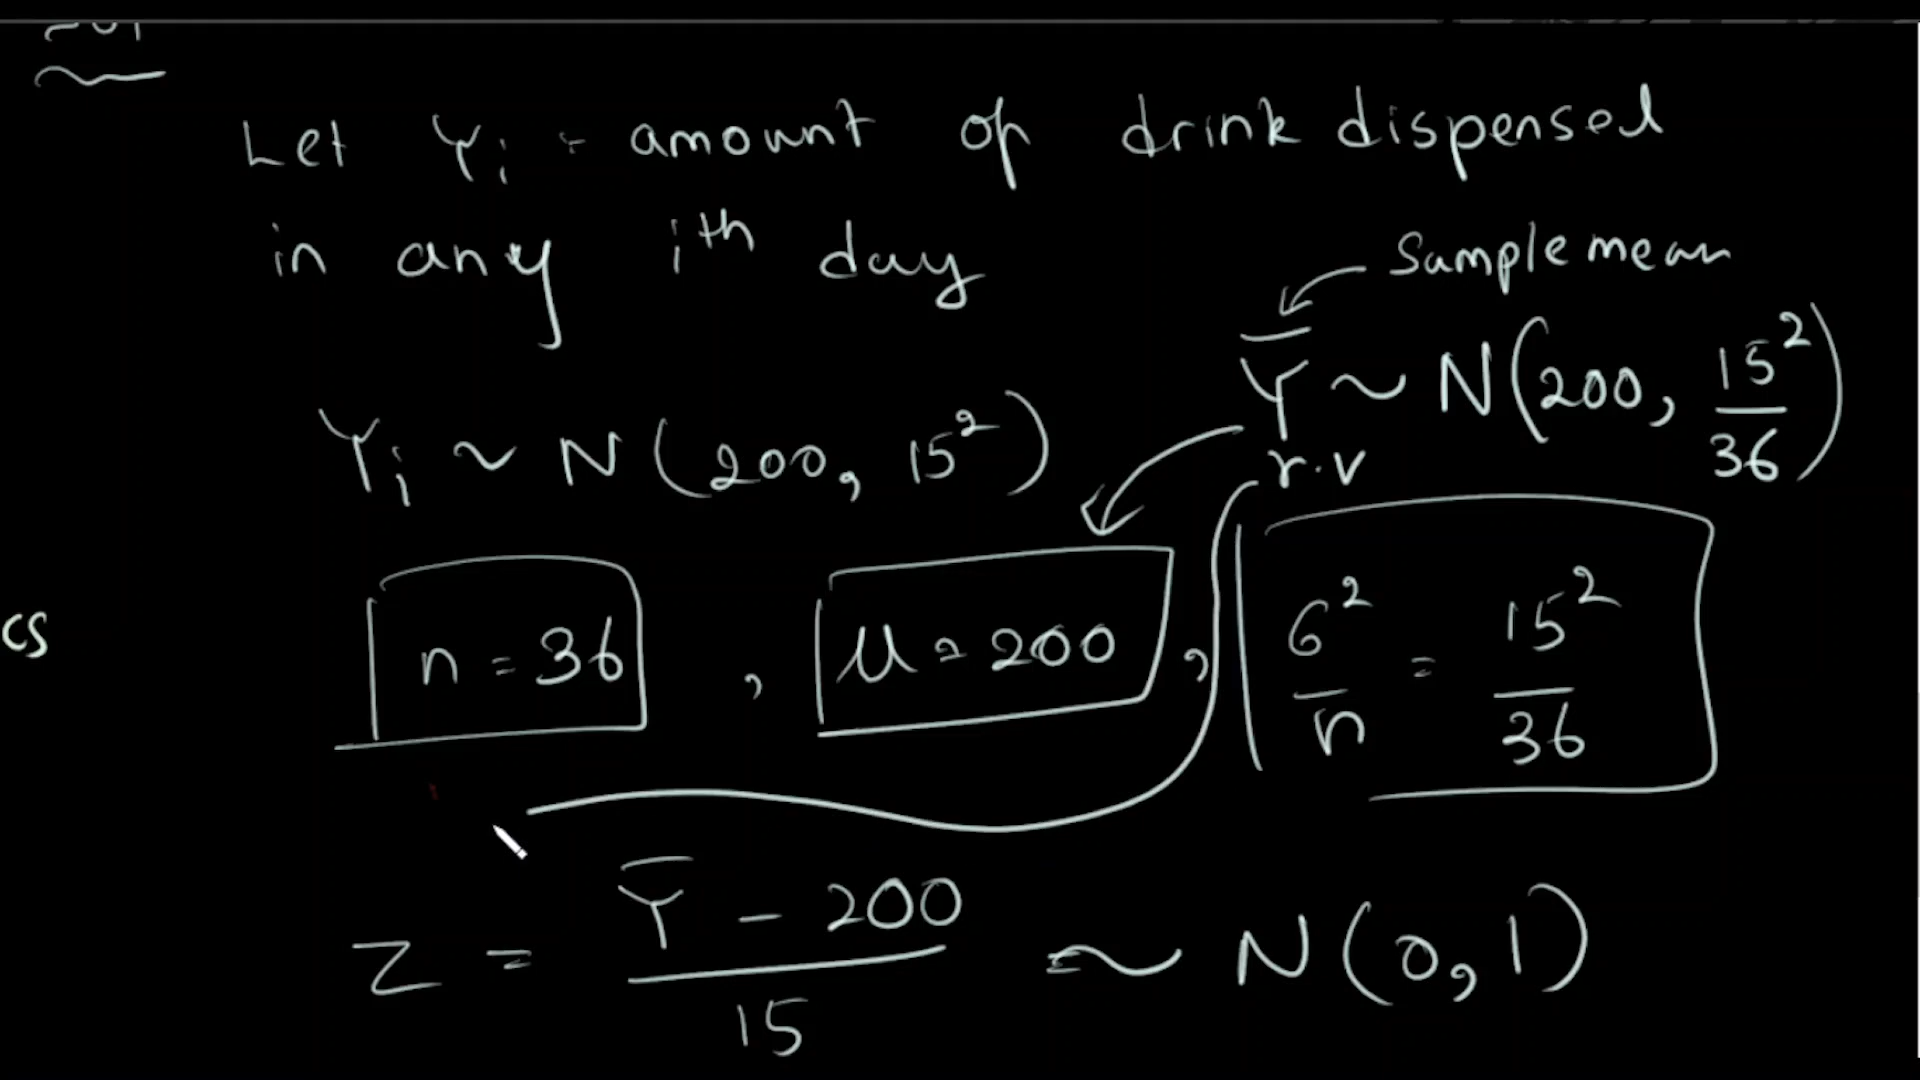 Let Yi = amount of drink dispensed
in any ith day
Sample mean
Ȳ ~ N(200, 15²/36)
r.v
Yi ~ N(200, 15²)
n = 36 , μ = 200 , σ²/n = 15²/36
cs
Z = (Ȳ - 200)/15 ~ N(0,1)